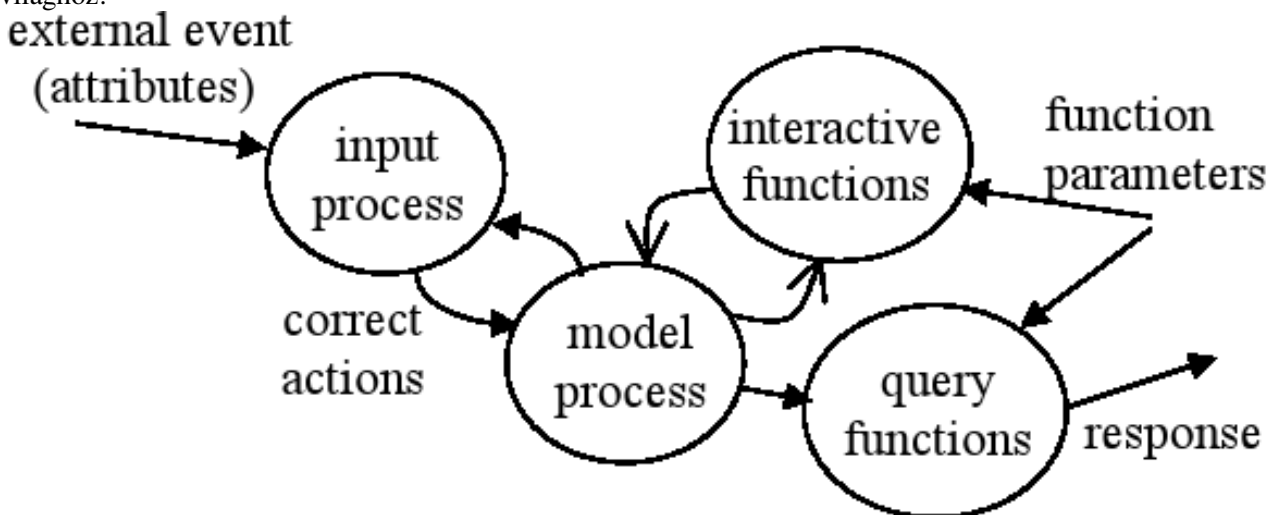 external event
(attributes)
input
process
correct
actions
model
process
interactive
functions
function
parameters
query
functions
response